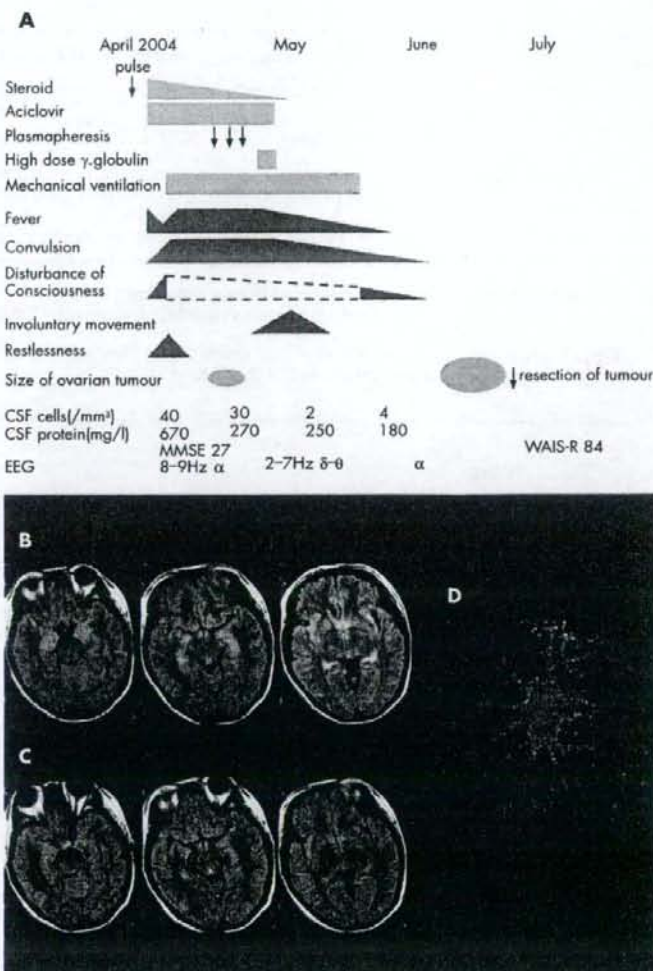 A
April 2004 May June July
pulse
Steroid
Aciclovir
Plasmapheresis
High dose γ.globulin
Mechanical ventilation
Fever
Convulsion
Disturbance of
Consciousness
Involuntary movement
Restlessness
Size of ovarian tumour
resection of tumour
CSF cells(/mm³) 40 30 2 4
CSF protein(mg/l) 670 270 250 180
MMSE 27 WAIS-R 84
EEG 8–9Hz α 2–7Hz δ-θ α
B
D
C